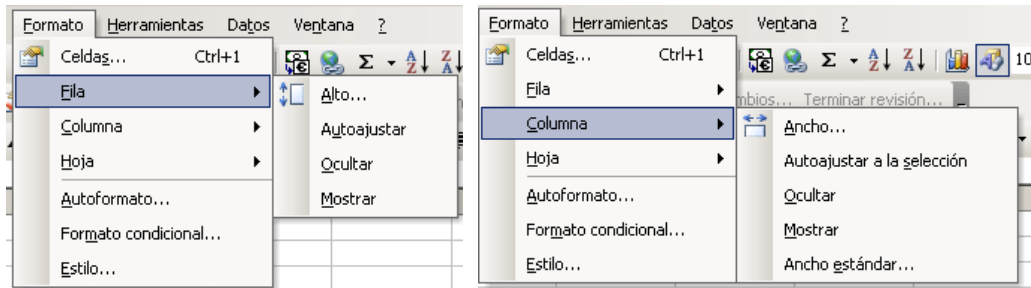 Formato Herramientas Datos Ventana ?
Celdas... Ctrl+1
Fila
Columna
Hoja
Autoformato...
Formato condicional...
Estilo...
Alto...
Autoajustar
Ocultar
Mostrar
Formato Herramientas Datos Ventana ?
Celdas... Ctrl+1
Σ A Z Z A 10
Fila
mbios... Terminar revisión...
Columna
Hoja
Autoformato...
Formato condicional...
Estilo...
Ancho...
Autoajustar a la selección
Ocultar
Mostrar
Ancho estándar...